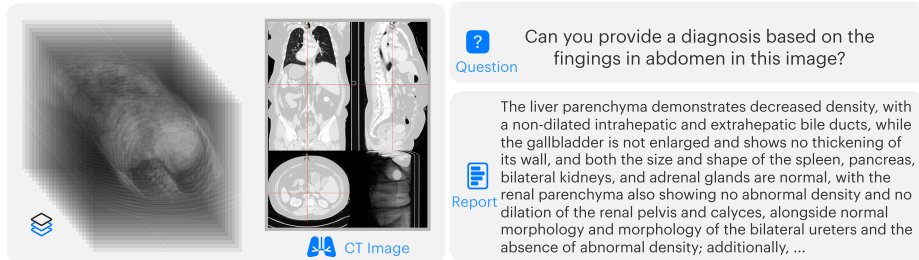 CT Image
?
Question
Can you provide a diagnosis based on the
fingings in abdomen in this image?
Report
The liver parenchyma demonstrates decreased density, with
a non-dilated intrahepatic and extrahepatic bile ducts, while
the gallbladder is not enlarged and shows no thickening of
its wall, and both the size and shape of the spleen, pancreas,
bilateral kidneys, and adrenal glands are normal, with the
renal parenchyma also showing no abnormal density and no
dilation of the renal pelvis and calyces, alongside normal
morphology and morphology of the bilateral ureters and the
absence of abnormal density; additionally, ...